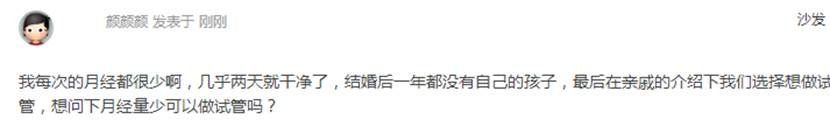 颜颜颜 发表于 刚刚
沙发
我每次的月经都很少啊，几乎两天就干净了，结婚后一年都没有自己的孩子，最后在亲戚的介绍下我们选择想做试
管，想问下月经量少可以做试管吗？